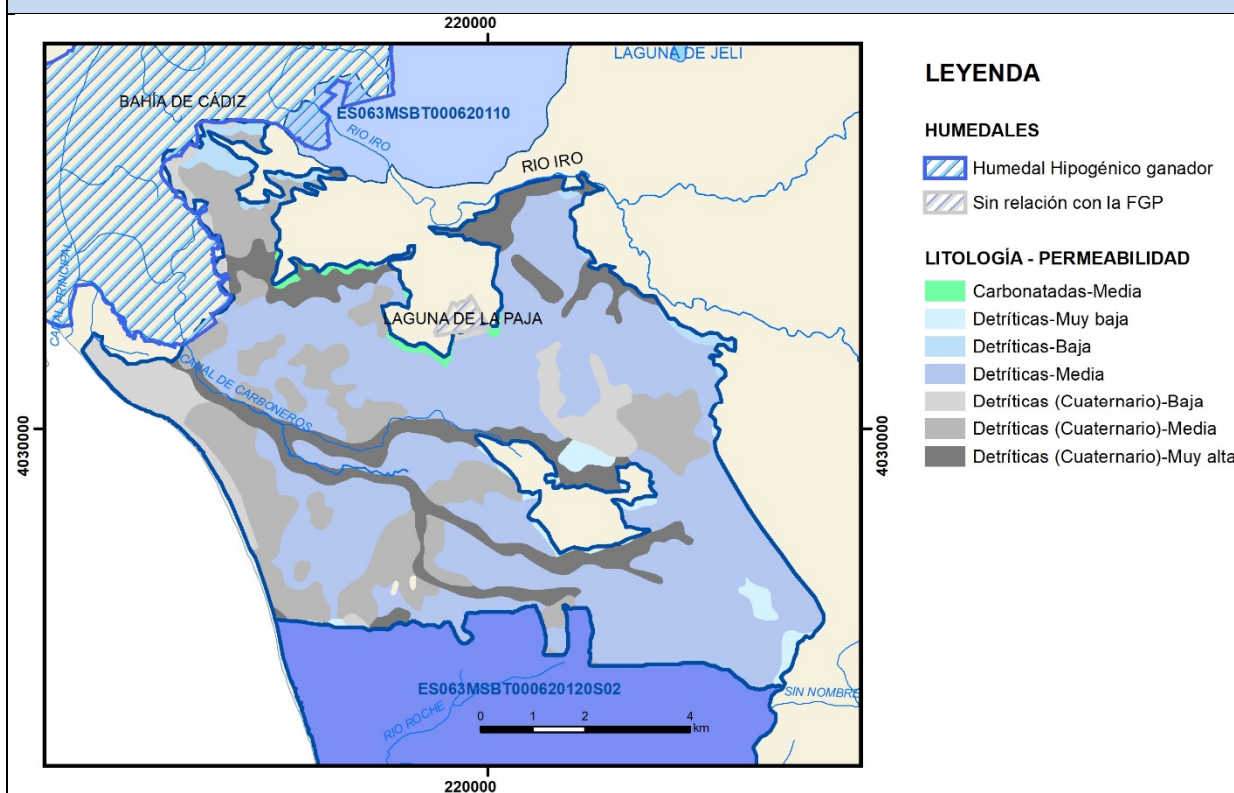 220000
LAGUNA DE JELI
BAHÍA DE CÁDIZ
ES063MSBT000620110
RIO IRO
RIO IRO
CAÑAL PRINCIPAL
LAGUNA DE LA PAJA
CANAL DE CARBONEROS
4030000
4030000
ES063MSBT000620120S02
RIO ROCHE
SIN NOMBRE
0 1 2 4
km
220000
LEYENDA
HUMEDALES
Humedal Hipogénico ganador
Sin relación con la FGP
LITOLOGÍA - PERMEABILIDAD
Carbonatadas-Media
Detríticas-Muy baja
Detríticas-Baja
Detríticas-Media
Detríticas (Cuaternario)-Baja
Detríticas (Cuaternario)-Media
Detríticas (Cuaternario)-Muy alta